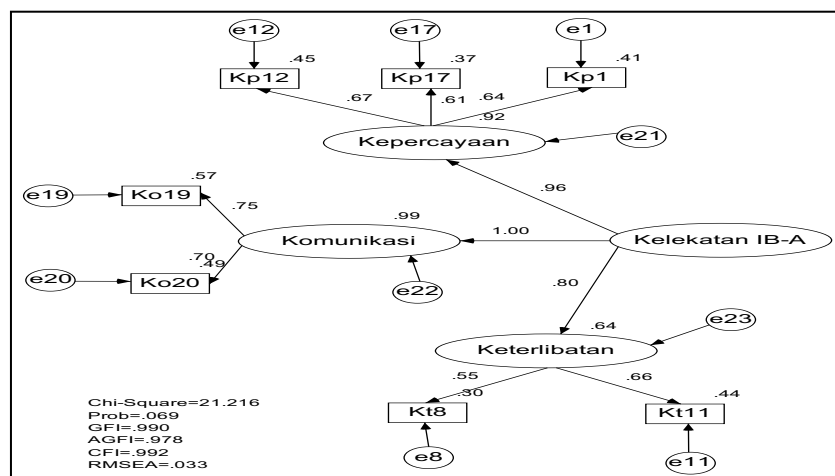 e12 e17 e1
.45 .37 .41
Kp12 Kp17 Kp1
.67 .61 .64
.92
Kepercayaan
e21
.96
.57
e19 Ko19
.75
.99
Komunikasi
1.00
Kelekatan IB-A
.70
.49
e20 Ko20
e22
.80
.64
e23
Keterlibatan
.55 .66
.30 .44
Kt8 Kt11
e8 e11
Chi-Square=21.216
Prob=.069
GFI=.990
AGFI=.978
CFI=.992
RMSEA=.033